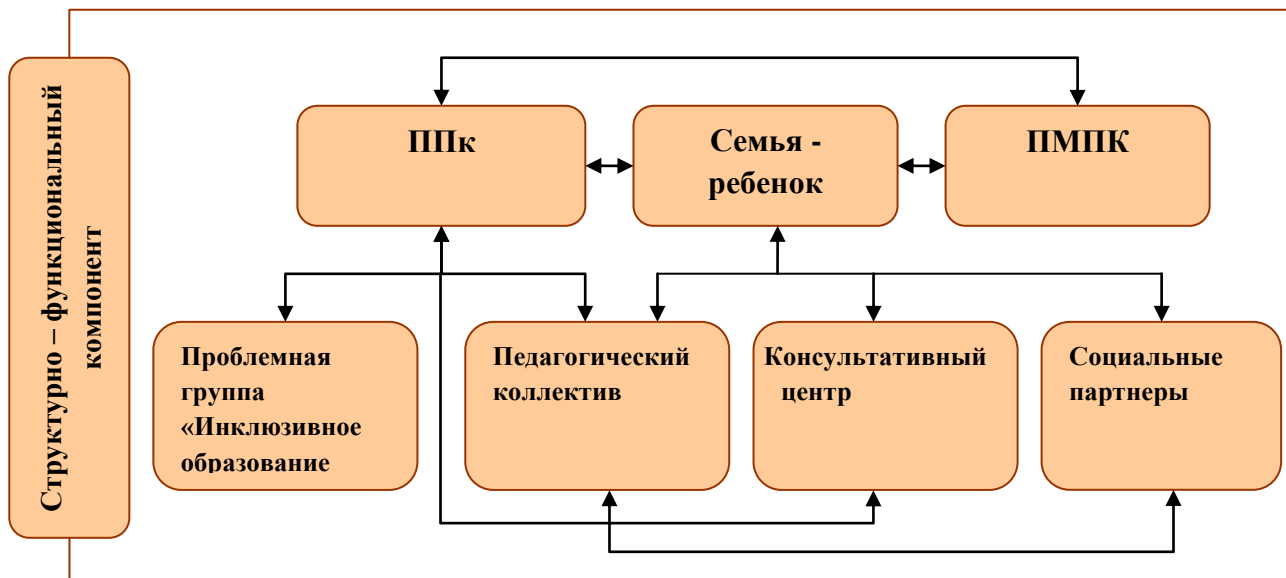 Структурно – функциональный
компонент
ППк
Семья -
ребенок
ПМПК
Проблемная
группа
«Инклюзивное
образование
Педагогический
коллектив
Консультативный
центр
Социальные
партнеры